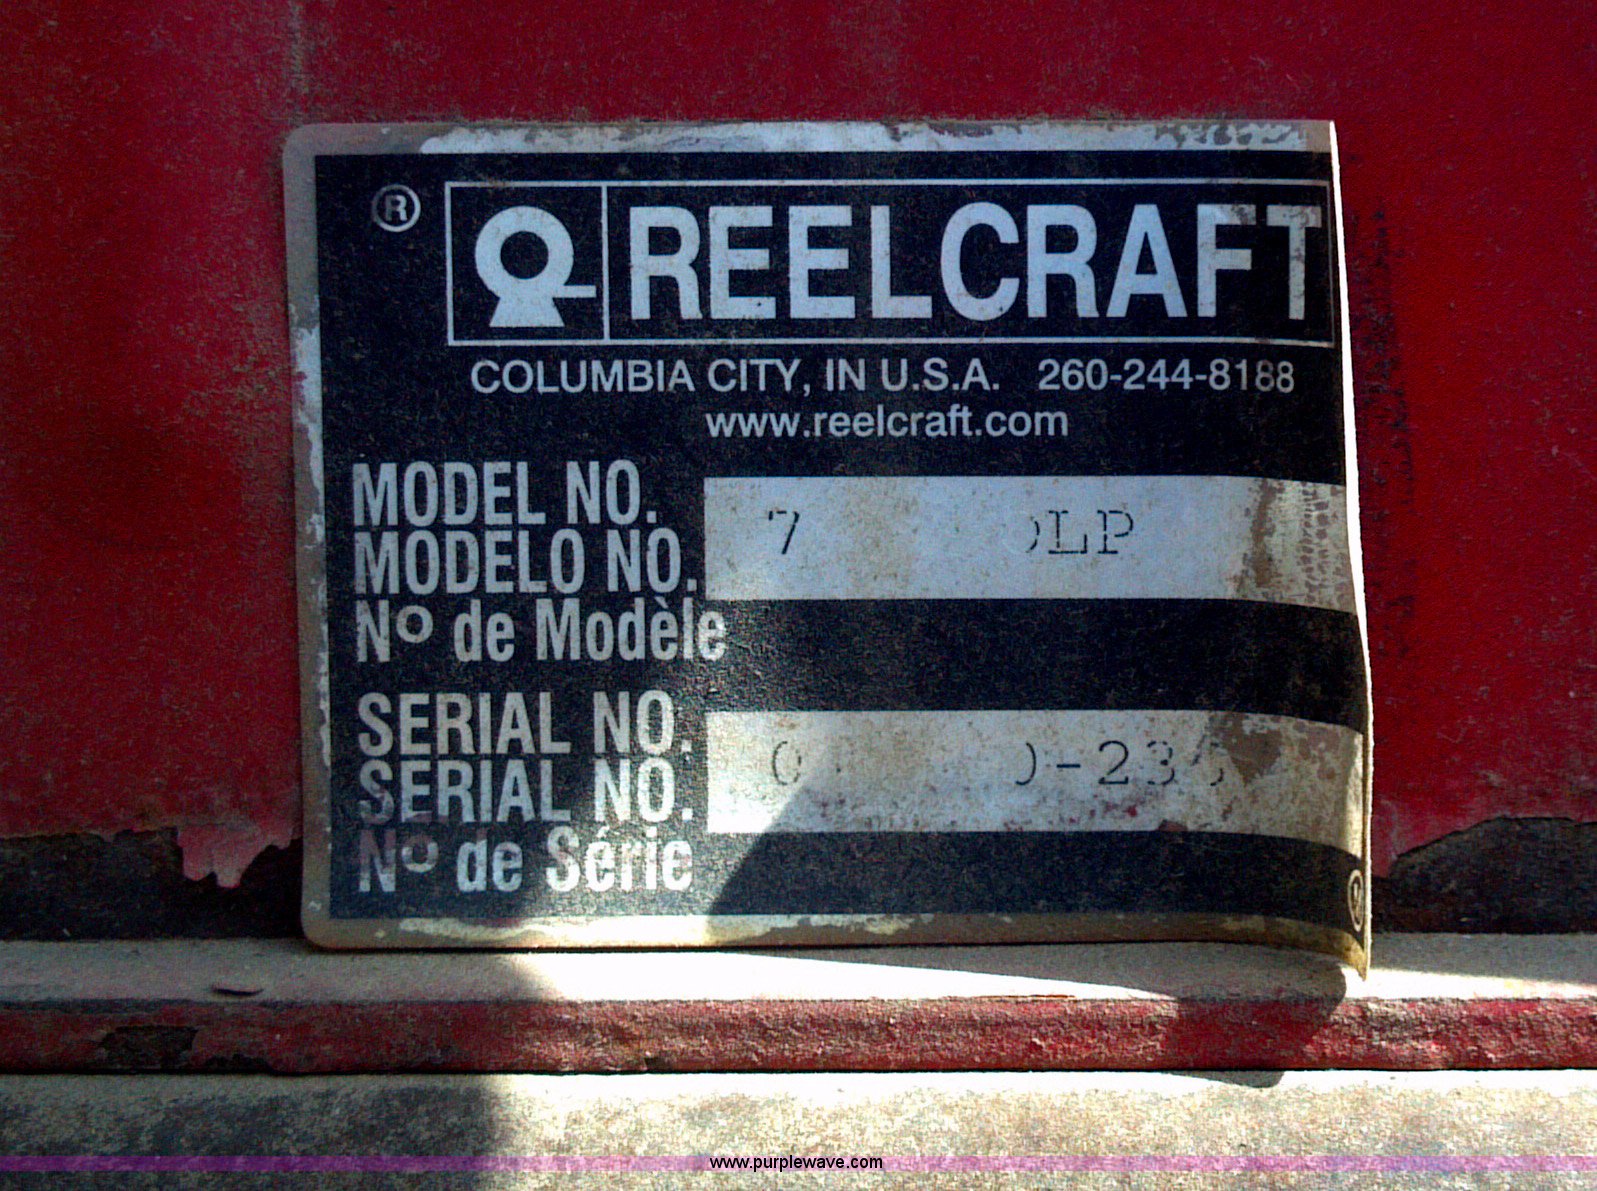 ® REELCRAFT
COLUMBIA CITY, IN U.S.A. 260-244-8188
www.reelcraft.com
MODEL NO.
MODELO NO.
Nº de Modèle
SERIAL NO.
SERIAL NO.
Nº de Série
www.purplewave.com